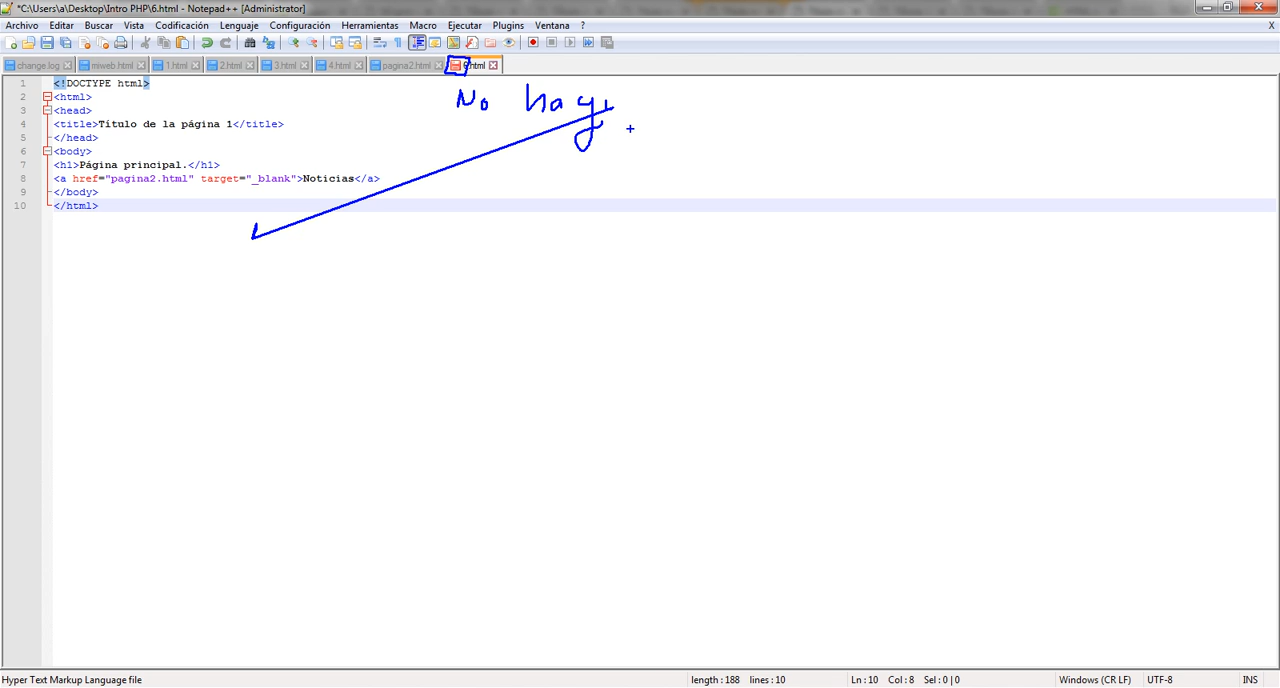 *C:\Users\a\Desktop\Intro PHP\6.html - Notepad++ [Administrator]
Archivo Editar Buscar Vista Codificación Lenguaje Configuración Herramientas Macro Ejecutar Plugins Ventana ? X
change.log miweb.html 1.html 2.html 3.html 4.html pagina2.html 6.html
No hay
1 <!DOCTYPE html>
2 <html>
3 <head>
4 <title>Título de la página 1</title>
5 </head>
6 <body>
7 <h1>Página principal.</h1>
8 <a href="pagina2.html" target="_blank">Noticias</a>
9 </body>
10 </html>
Hyper Text Markup Language file length : 188 lines : 10 Ln : 10 Col : 8 Sel : 0 | 0 Windows (CR LF) UTF-8 INS